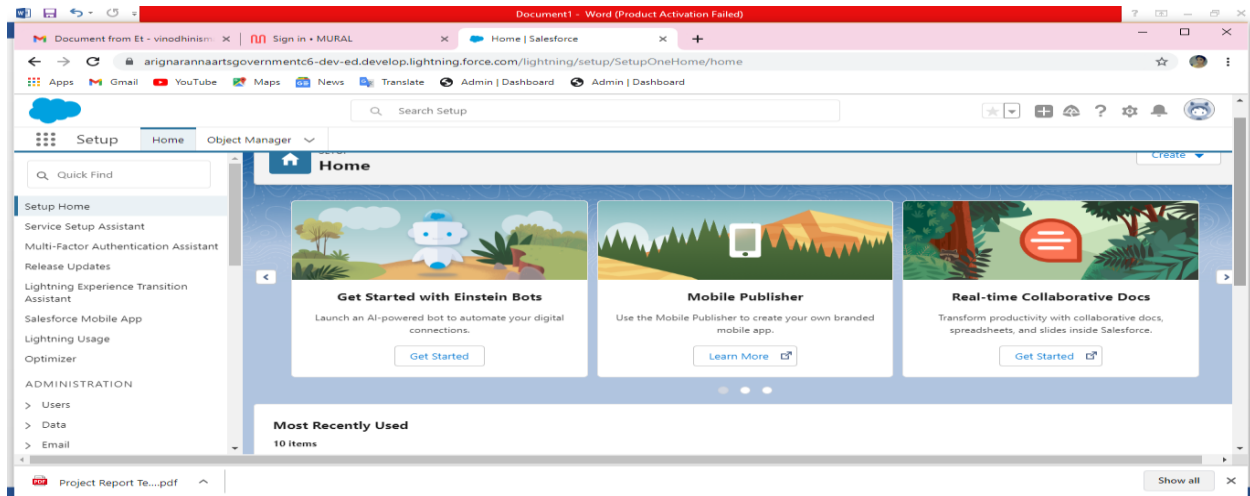 Document1 - Word (Product Activation Failed)
Document from Et - vinodhinism
Sign in • MURAL
Home | Salesforce
arignarannaartsgovernmentc6-dev-ed.develop.lightning.force.com/lightning/setup/SetupOneHome/home
Apps Gmail YouTube Maps News Translate Admin | Dashboard Admin | Dashboard
Search Setup
Setup Home Object Manager
Quick Find
Setup Home
Service Setup Assistant
Multi-Factor Authentication Assistant
Release Updates
Lightning Experience Transition
Assistant
Salesforce Mobile App
Lightning Usage
Optimizer
ADMINISTRATION
> Users
> Data
> Email
Home
Create
Get Started with Einstein Bots
Launch an AI-powered bot to automate your digital
connections.
Get Started
Mobile Publisher
Use the Mobile Publisher to create your own branded
mobile app.
Learn More
Real-time Collaborative Docs
Transform productivity with collaborative docs,
spreadsheets, and slides inside Salesforce.
Get Started
Most Recently Used
10 items
Project Report Te....pdf
Show all